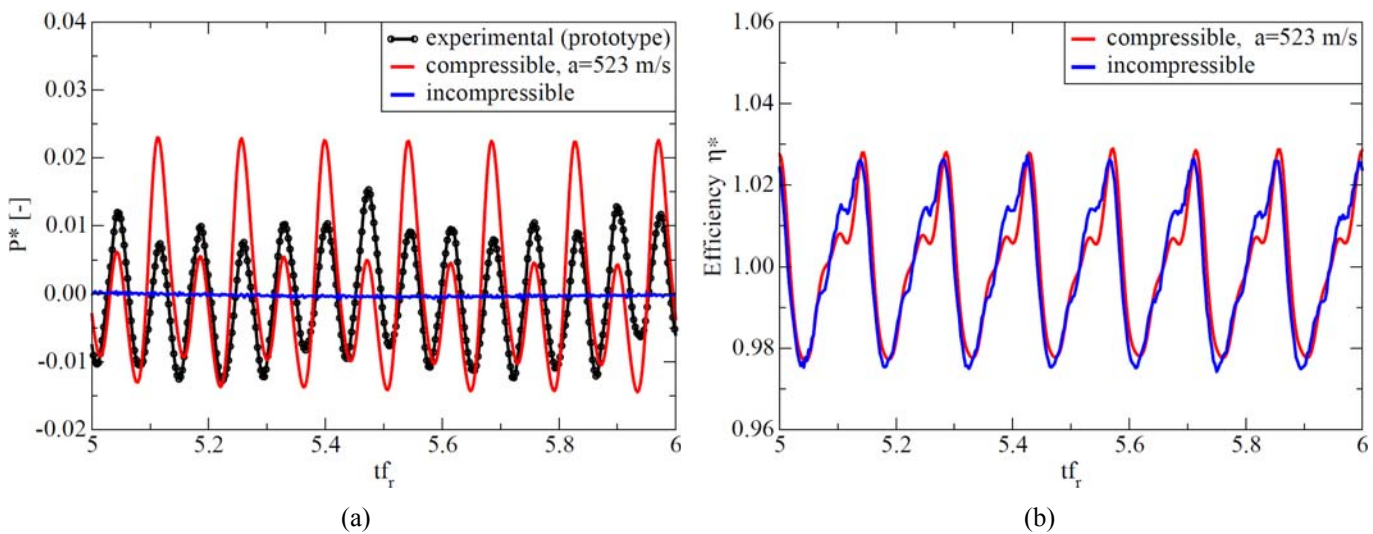 0.04
0.03
0.02
0.01
0.00
-0.01
-0.02
P* [-]
experimental (prototype)
compressible, a=523 m/s
incompressible
5 5.2 5.4 5.6 5.8 6
tf_r
(a)
1.06
1.04
1.02
1.00
0.98
0.96
Efficiency η*
compressible, a=523 m/s
incompressible
5 5.2 5.4 5.6 5.8 6
tf_r
(b)